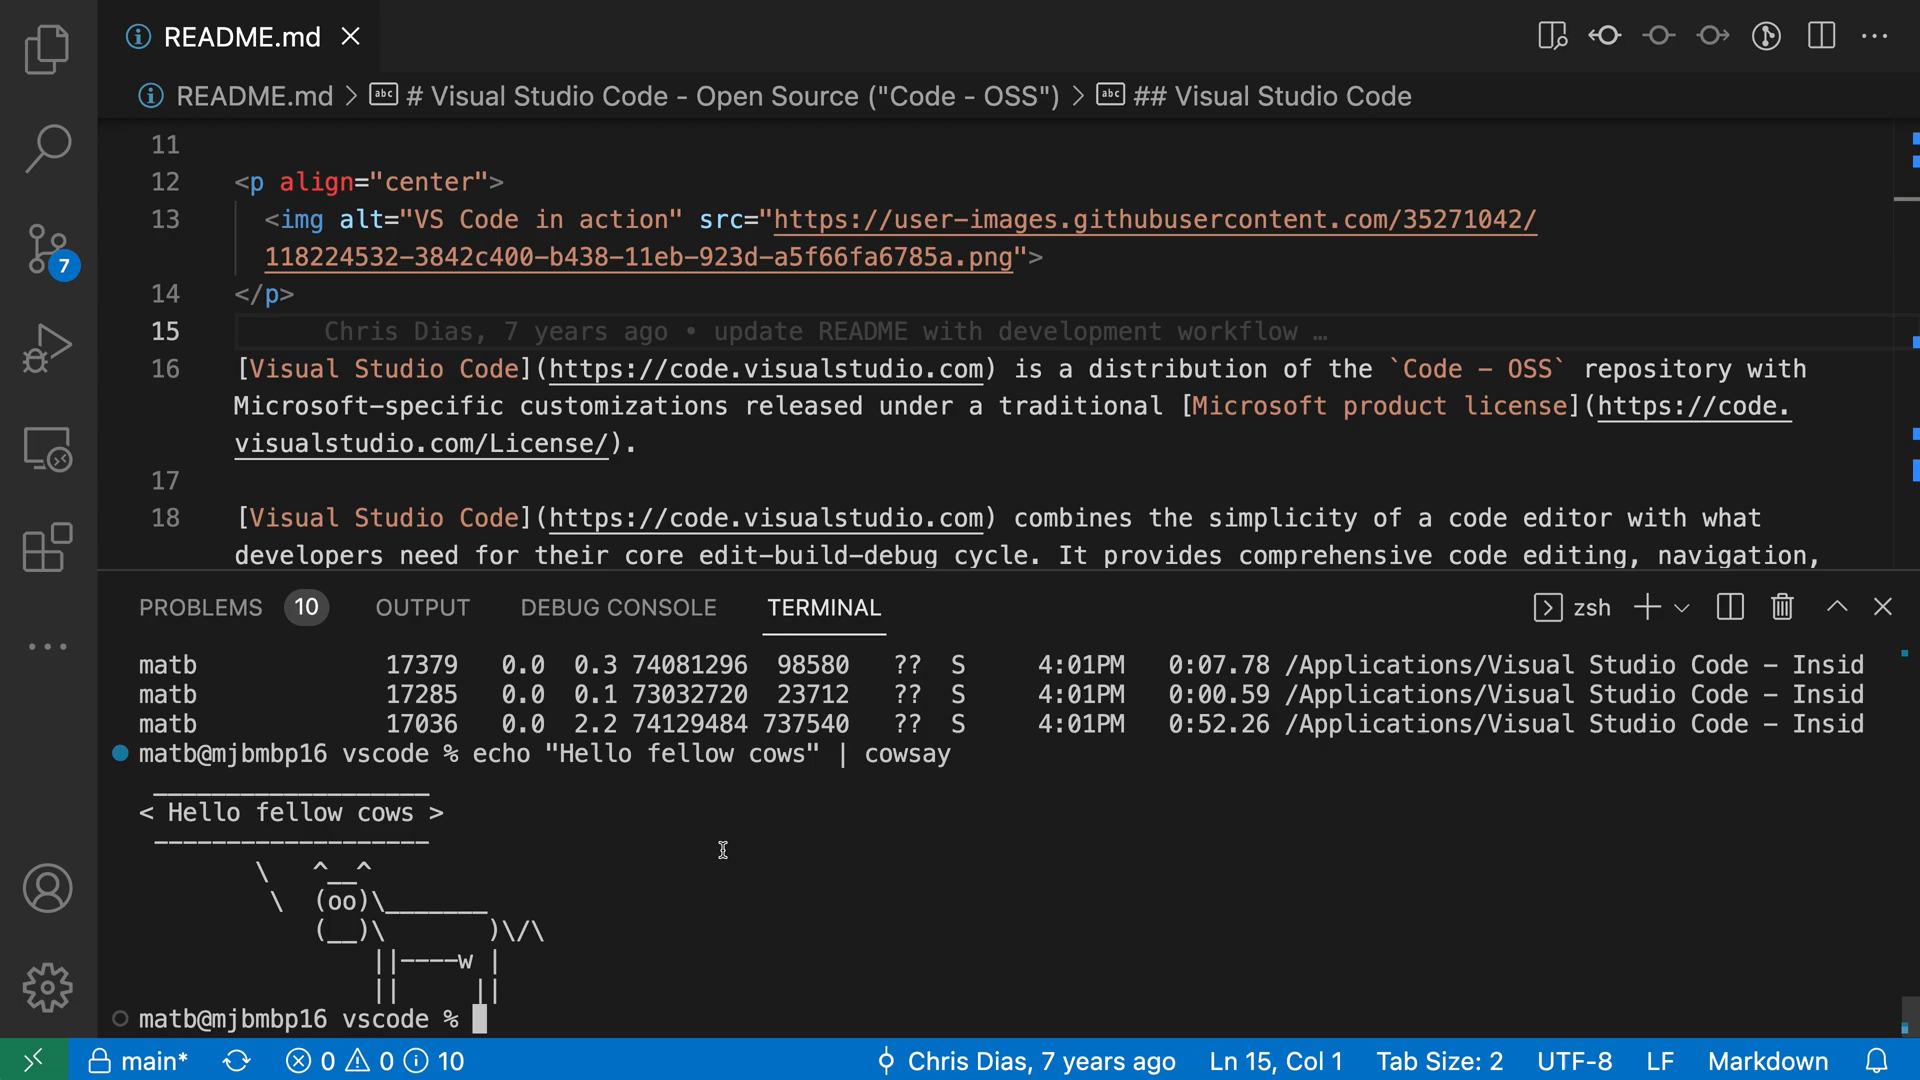 README.md
README.md > # Visual Studio Code - Open Source ("Code - OSS") > ## Visual Studio Code
11
12 <p align="center">
13 <img alt="VS Code in action" src="https://user-images.githubusercontent.com/35271042/
118224532-3842c400-b438-11eb-923d-a5f66fa6785a.png">
14 </p>
15 Chris Dias, 7 years ago • update README with development workflow …
16 [Visual Studio Code](https://code.visualstudio.com) is a distribution of the `Code - OSS` repository with
Microsoft-specific customizations released under a traditional [Microsoft product license](https://code.
visualstudio.com/License/).
17
18 [Visual Studio Code](https://code.visualstudio.com) combines the simplicity of a code editor with what
developers need for their core edit-build-debug cycle. It provides comprehensive code editing, navigation,
7
PROBLEMS 10 OUTPUT DEBUG CONSOLE TERMINAL zsh
matb 17379 0.0 0.3 74081296 98580 ?? S 4:01PM 0:07.78 /Applications/Visual Studio Code - Insid
matb 17285 0.0 0.1 73032720 23712 ?? S 4:01PM 0:00.59 /Applications/Visual Studio Code - Insid
matb 17036 0.0 2.2 74129484 737540 ?? S 4:01PM 0:52.26 /Applications/Visual Studio Code - Insid
matb@mjbmbp16 vscode % echo "Hello fellow cows" | cowsay
 ___________________
< Hello fellow cows >
 -------------------
        \   ^__^
         \  (oo)\_______
            (__)\       )\/\
                ||----w |
                ||     ||
matb@mjbmbp16 vscode %
main* 0 0 10 Chris Dias, 7 years ago Ln 15, Col 1 Tab Size: 2 UTF-8 LF Markdown